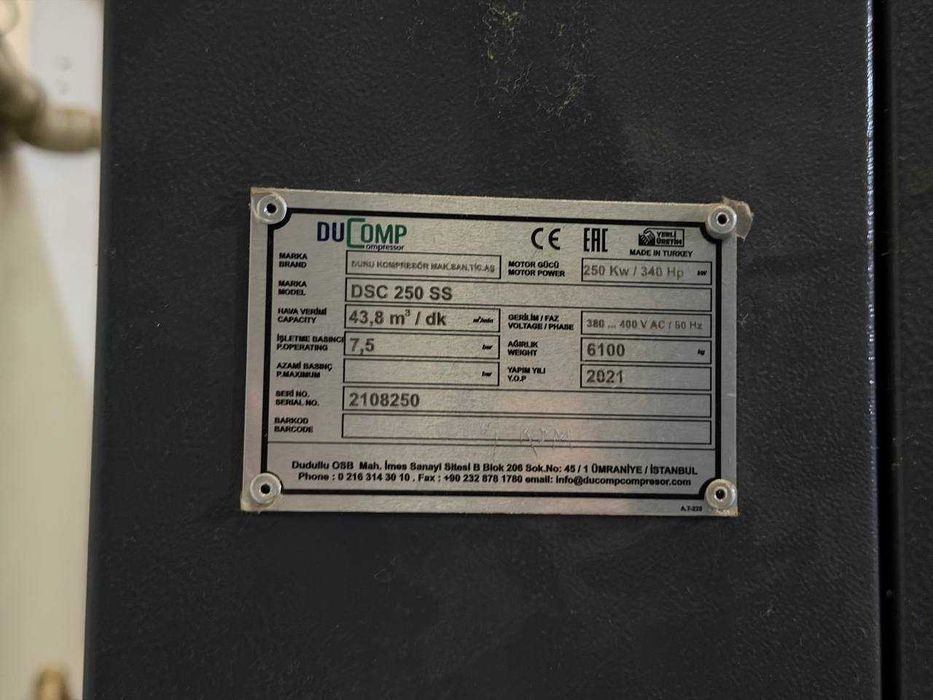 DUCOMP
Compressor
CE EAC YERLİ ÜRETİM
MADE IN TURKEY
MARKA
BRAND
DURU KOMPRESÖR MAK.SAN.TİC.AŞ
MOTOR GÜCÜ
MOTOR POWER
250 Kw / 340 Hp kW
MARKA
MODEL
DSC 250 SS
HAVA VERİMİ
CAPACITY
43,8 m³ / dk m³/min
GERİLİM / FAZ
VOLTAGE / PHASE
380 ... 400 V AC / 50 Hz
İŞLETME BASINCI
P.OPERATING
7,5 bar
AĞIRLIK
WEIGHT
6100 kg
AZAMİ BASINÇ
P.MAXIMUM
bar
YAPIM YILI
Y.O.P
2021
SERİ NO.
SERIAL NO.
2108250
BARKOD
BARCODE
Dudullu OSB Mah. İmes Sanayi Sitesi B Blok 206 Sok.No: 45 / 1 ÜMRANİYE / İSTANBUL
Phone : 0 216 314 30 10 . Fax : +90 232 878 1780 email: info@ducompcompresor.com